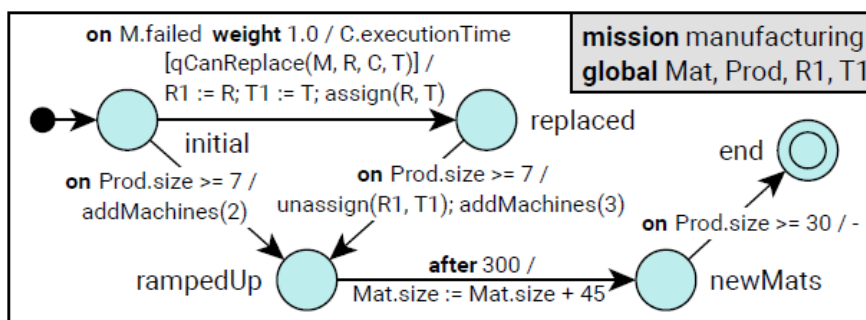 on M.failed weight 1.0 / C.executionTime
[qCanReplace(M, R, C, T)] /
R1 := R; T1 := T; assign(R, T)
mission manufacturing
global Mat, Prod, R1, T1
initial
replaced
end
on Prod.size >= 7 /
addMachines(2)
on Prod.size >= 7 /
unassign(R1, T1); addMachines(3)
on Prod.size >= 30 / -
rampedUp
after 300 /
Mat.size := Mat.size + 45
newMats